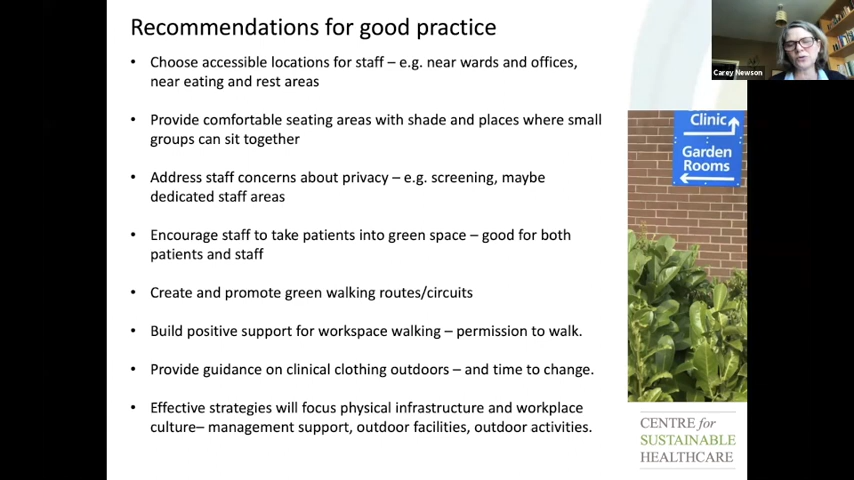 Recommendations for good practice
• Choose accessible locations for staff – e.g. near wards and offices,
near eating and rest areas
• Provide comfortable seating areas with shade and places where small
groups can sit together
• Address staff concerns about privacy – e.g. screening, maybe
dedicated staff areas
• Encourage staff to take patients into green space – good for both
patients and staff
• Create and promote green walking routes/circuits
• Build positive support for workspace walking – permission to walk.
• Provide guidance on clinical clothing outdoors – and time to change.
• Effective strategies will focus physical infrastructure and workplace
culture– management support, outdoor facilities, outdoor activities.
Carey Newson
Clinic
Garden
Rooms
CENTRE for
SUSTAINABLE
HEALTHCARE